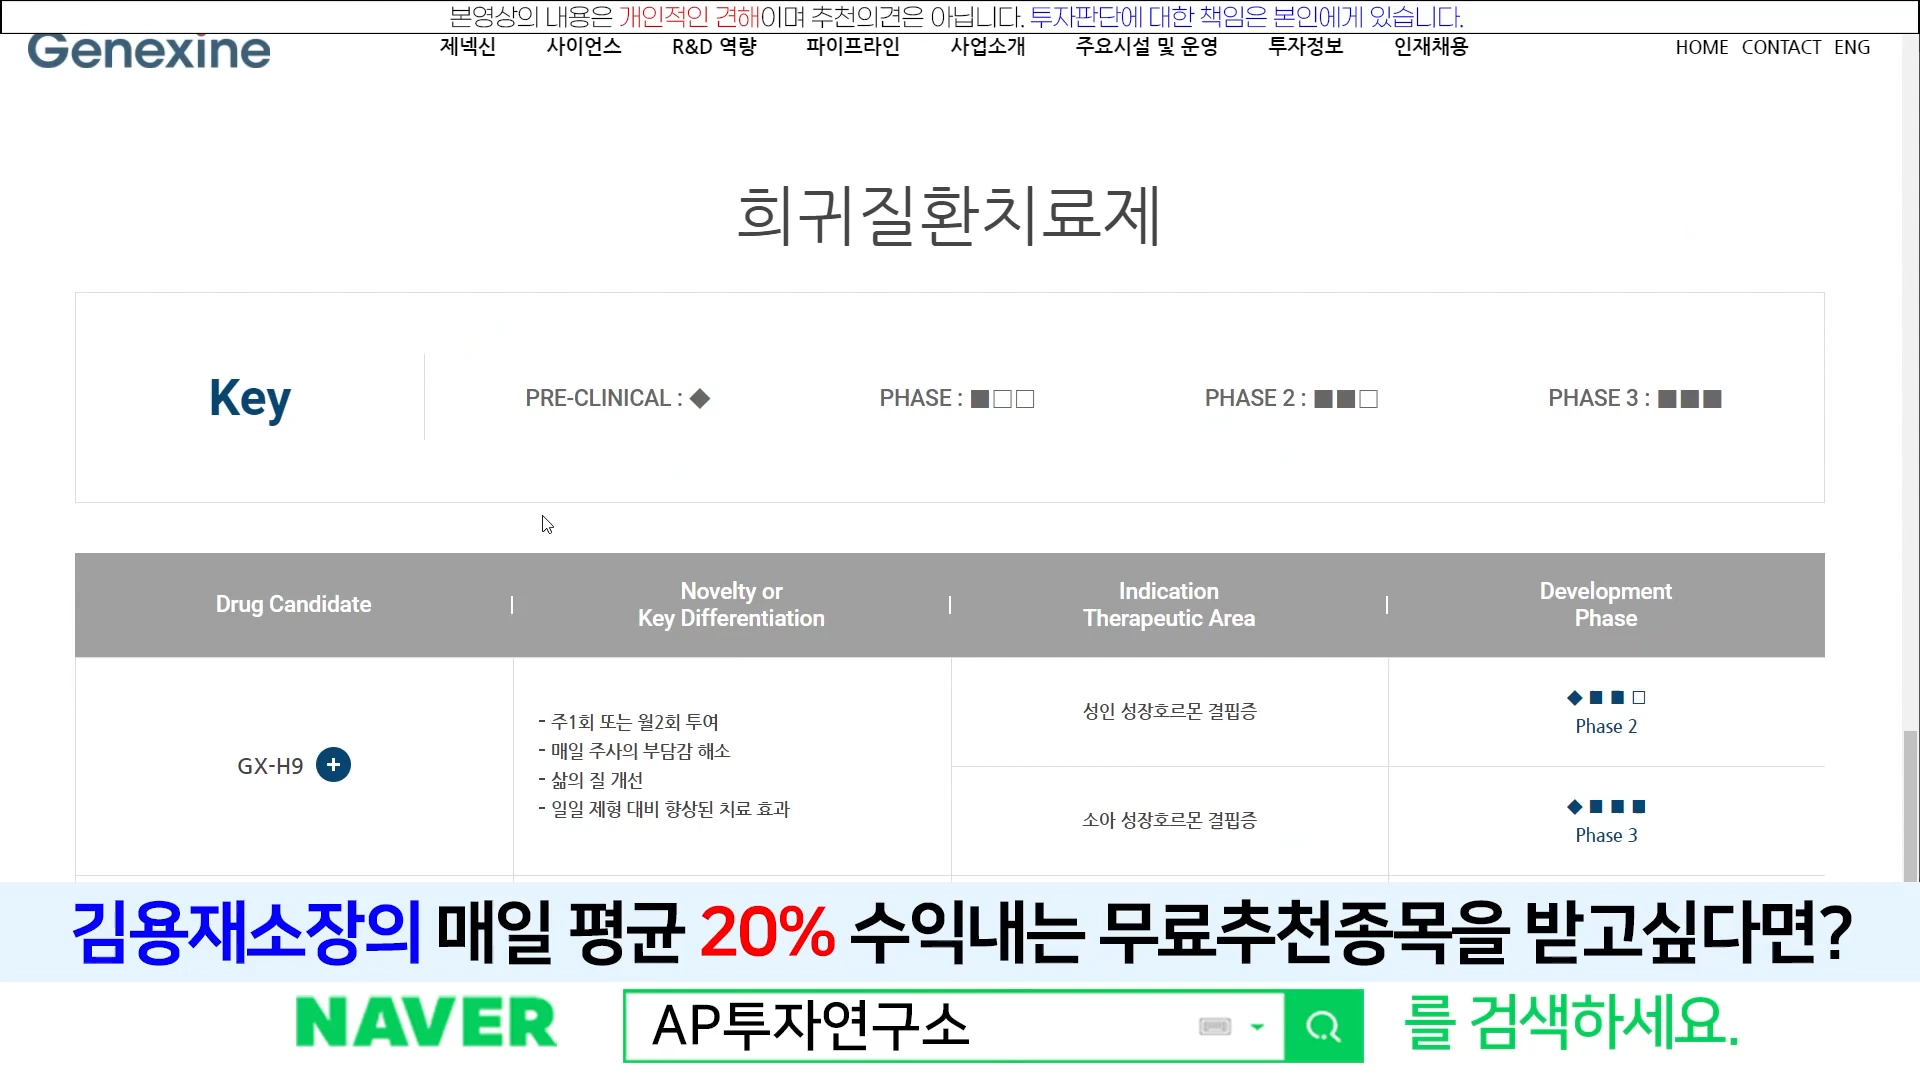 본영상의 내용은 개인적인 견해이며 추천의견은 아닙니다. 투자판단에 대한 책임은 본인에게 있습니다.
Genexine
제넥신 사이언스 R&D 역량 파이프라인 사업소개 주요시설 및 운영 투자정보 인재채용
HOME CONTACT ENG
희귀질환치료제
Key
PRE-CLINICAL : ◆
PHASE : ■□□
PHASE 2 : ■■□
PHASE 3 : ■■■
Drug Candidate
Novelty or
Key Differentiation
Indication
Therapeutic Area
Development
Phase
GX-H9 +
- 주1회 또는 월2회 투여
- 매일 주사의 부담감 해소
- 삶의 질 개선
- 일일 제형 대비 향상된 치료 효과
성인 성장호르몬 결핍증
◆■■□
Phase 2
소아 성장호르몬 결핍증
◆■■■
Phase 3
김용재소장의 매일 평균 20% 수익내는 무료추천종목을 받고싶다면?
NAVER AP투자연구소 를 검색하세요.